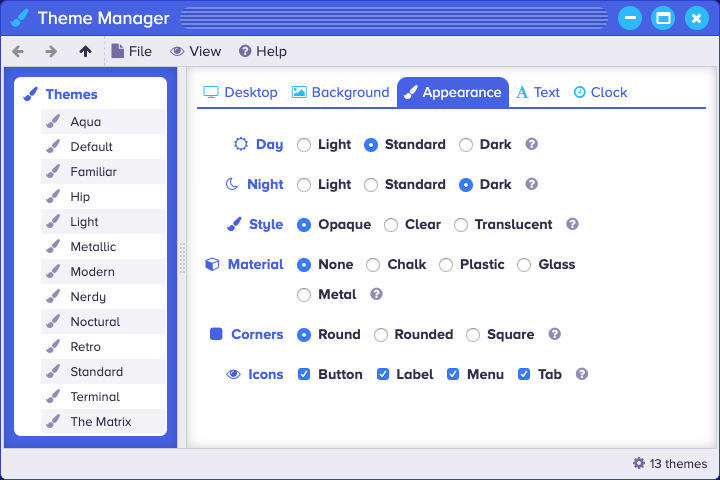 Theme Manager
File View Help
Themes
Aqua
Default
Familiar
Hip
Light
Metallic
Modern
Nerdy
Noctural
Retro
Standard
Terminal
The Matrix
Desktop Background Appearance Text Clock
Day Light Standard Dark
Night Light Standard Dark
Style Opaque Clear Translucent
Material None Chalk Plastic Glass
Metal
Corners Round Rounded Square
Icons Button Label Menu Tab
13 themes